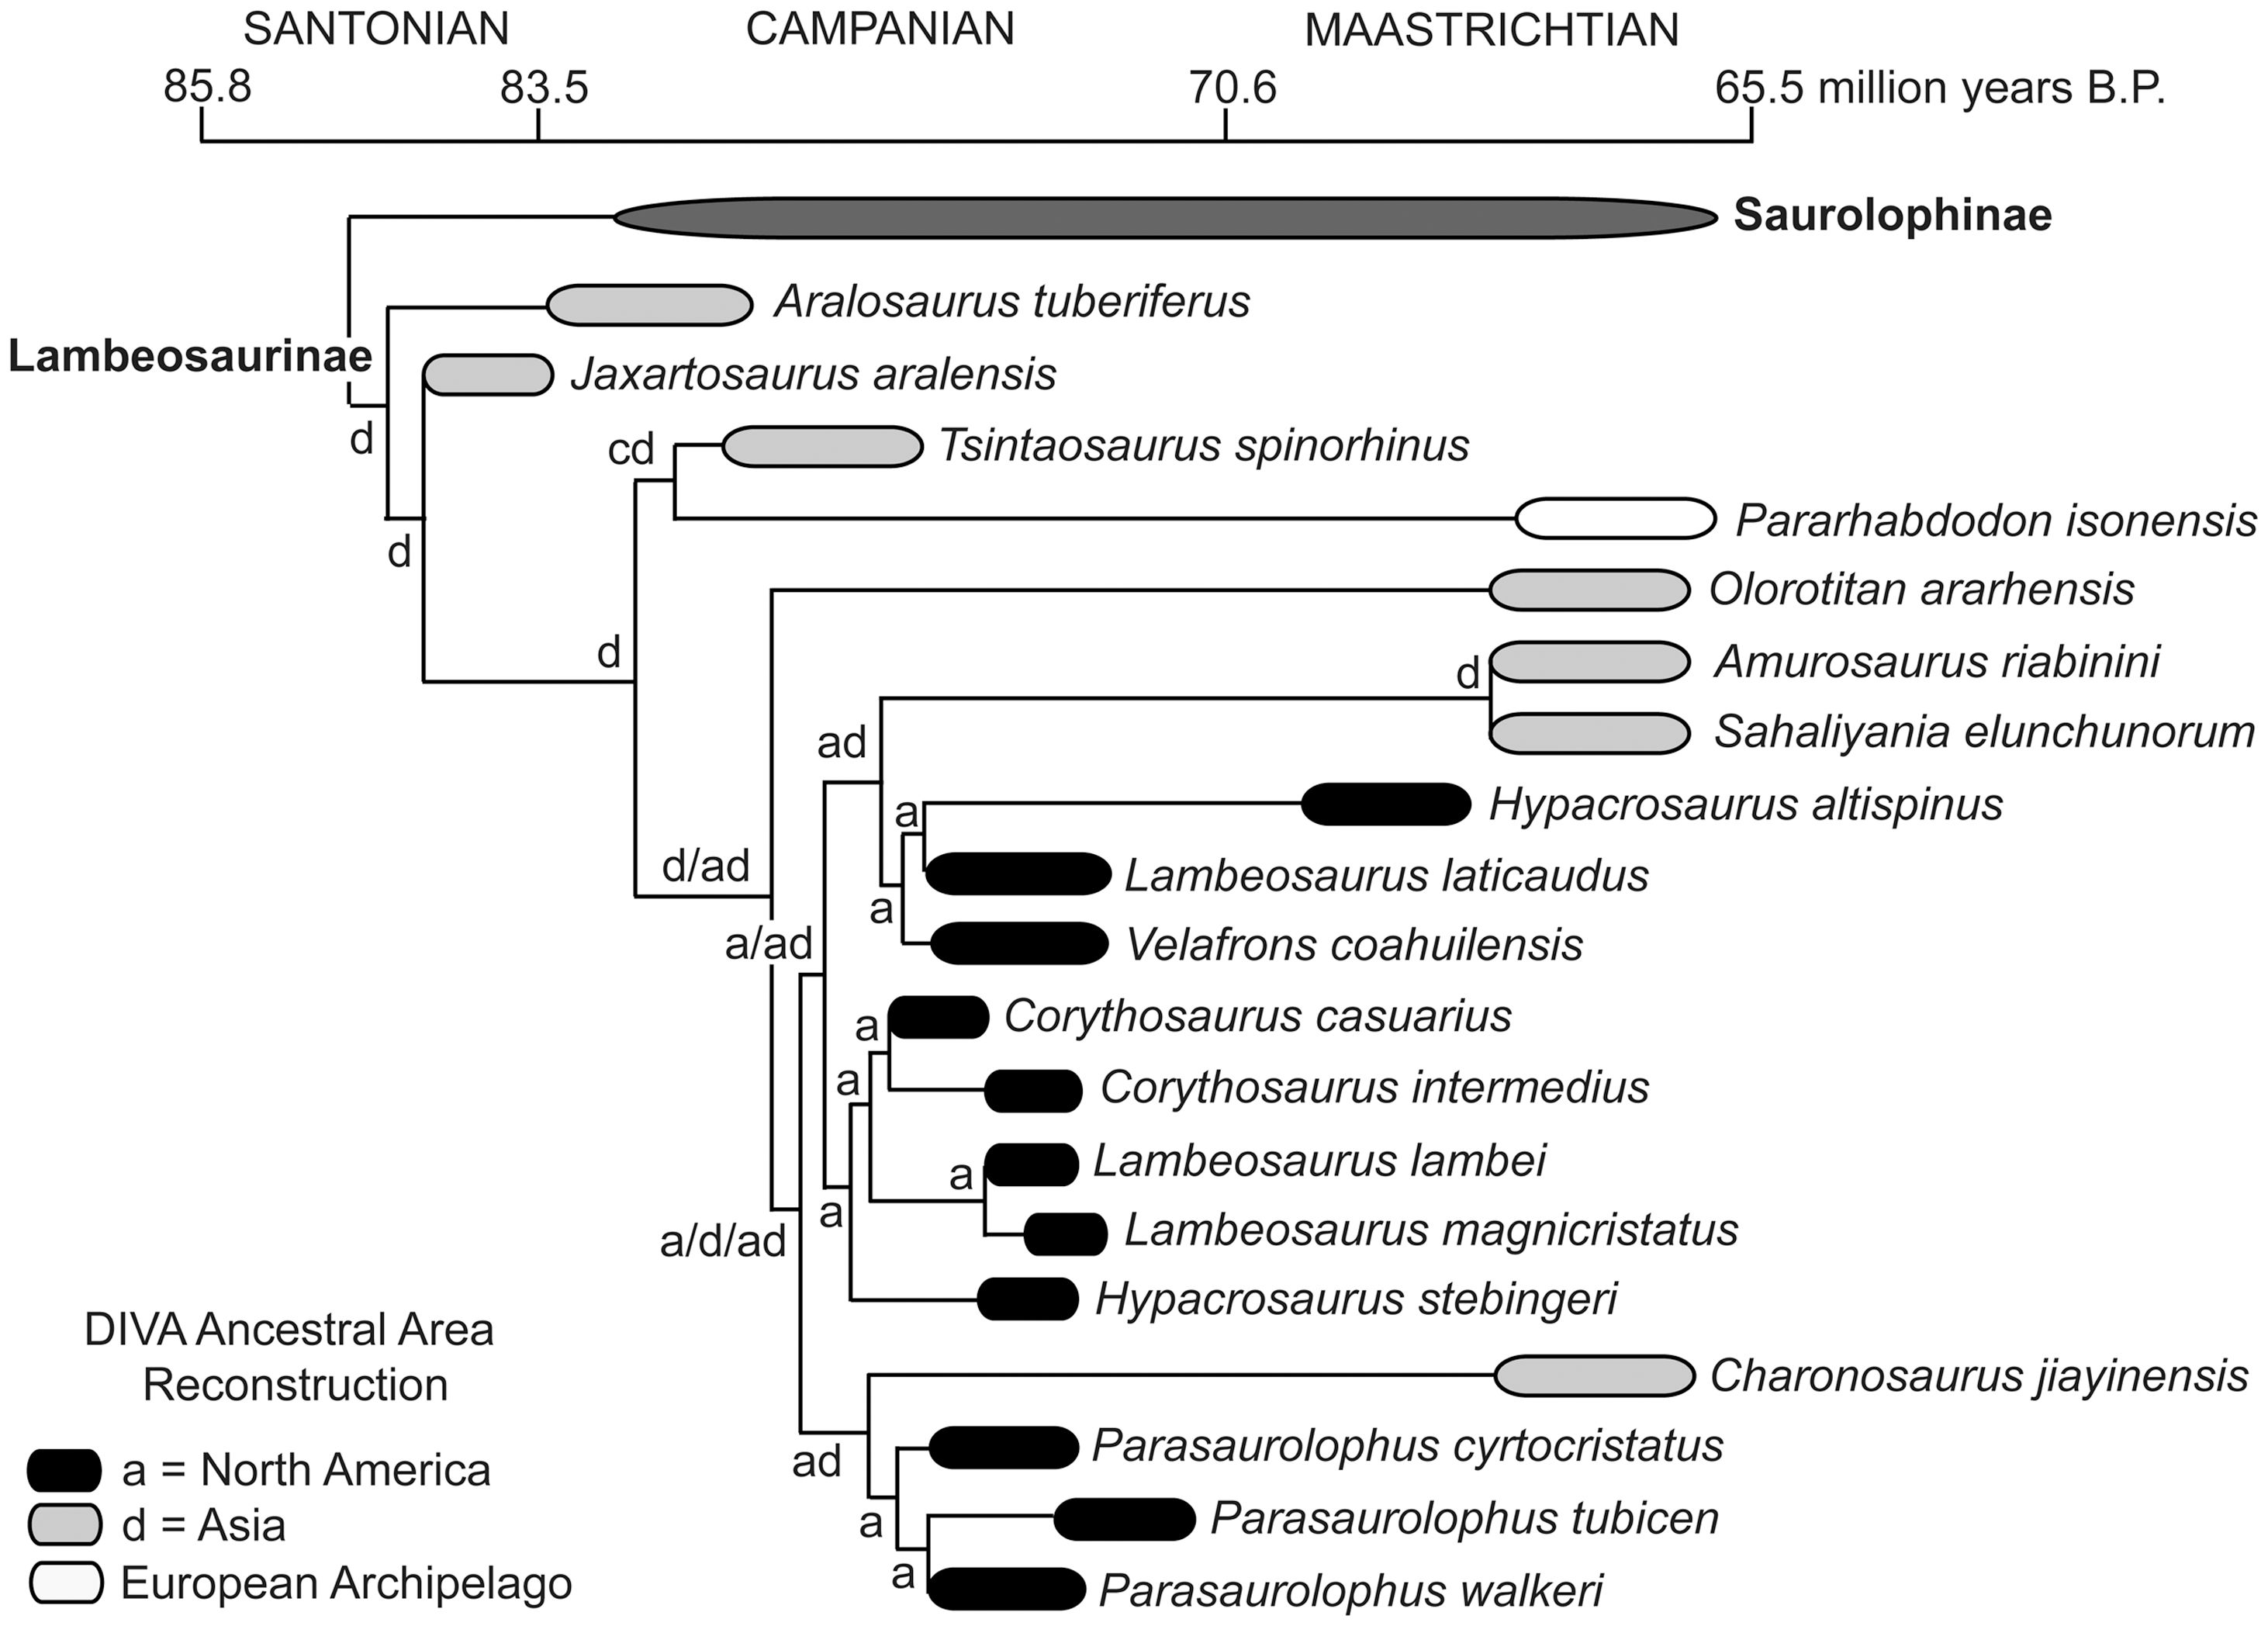 SANTONIAN CAMPANIAN MAASTRICHTIAN
85.8 83.5 70.6 65.5 million years B.P.
Saurolophinae
Aralosaurus tuberiferus
Lambeosaurinae
Jaxartosaurus aralensis
d
cd
Tsintaosaurus spinorhinus
Pararhabdodon isonensis
d
Olorotitan ararhensis
d
Amurosaurus riabinini
d
Sahaliyania elunchunorum
ad
Hypacrosaurus altispinus
a
d/ad
Lambeosaurus laticaudus
a
a/ad
Velafrons coahuilensis
Corythosaurus casuarius
a
a
Corythosaurus intermedius
Lambeosaurus lambei
a
a
Lambeosaurus magnicristatus
a/d/ad
Hypacrosaurus stebingeri
DIVA Ancestral Area
Reconstruction
Charonosaurus jiayinensis
Parasaurolophus cyrtocristatus
ad
a = North America
Parasaurolophus tubicen
a
d = Asia
a
European Archipelago
Parasaurolophus walkeri